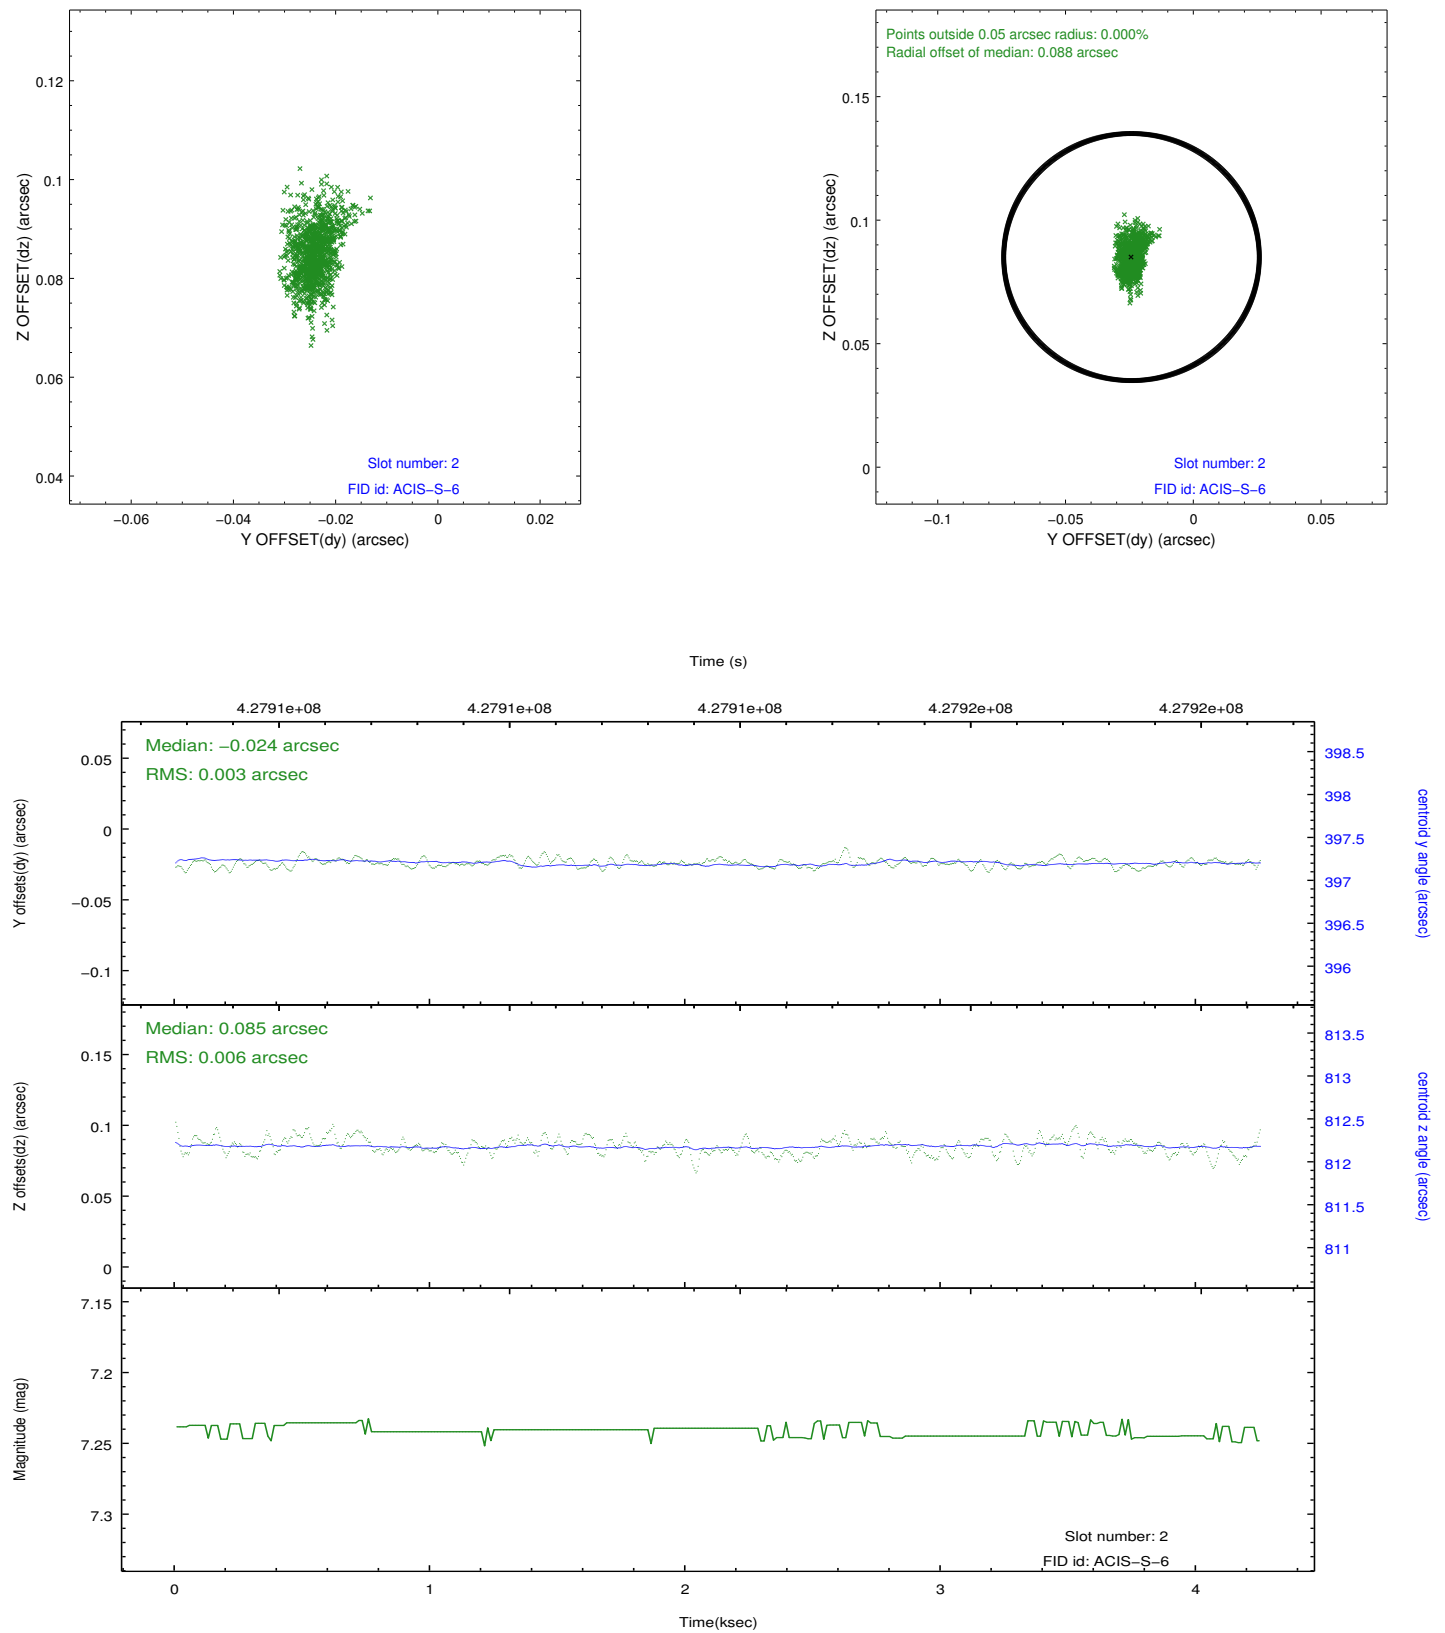 Points outside 0.05 arcsec radius: 0.000%
Radial offset of median: 0.088 arcsec
0.12
0.1
0.08
0.06
0.04
Z OFFSET(dz) (arcsec)
Slot number: 2
FID id: ACIS−S−6
−0.06 −0.04 −0.02 0 0.02
Y OFFSET(dy) (arcsec)
0.15
0.1
0.05
0
Z OFFSET(dz) (arcsec)
Slot number: 2
FID id: ACIS−S−6
−0.1 −0.05 0 0.05
Y OFFSET(dy) (arcsec)
Time (s)
4.2791e+08 4.2791e+08 4.2791e+08 4.2792e+08 4.2792e+08
Median: −0.024 arcsec
RMS: 0.003 arcsec
0.05
0
−0.05
−0.1
Y offsets(dy) (arcsec)
398.5
398
397.5
397
396.5
396
centroid y angle (arcsec)
Median: 0.085 arcsec
RMS: 0.006 arcsec
0.15
0.1
0.05
0
Z offsets(dz) (arcsec)
813.5
813
812.5
812
811.5
811
centroid z angle (arcsec)
7.15
7.2
7.25
7.3
Magnitude (mag)
Slot number: 2
FID id: ACIS−S−6
0 1 2 3 4
Time(ksec)